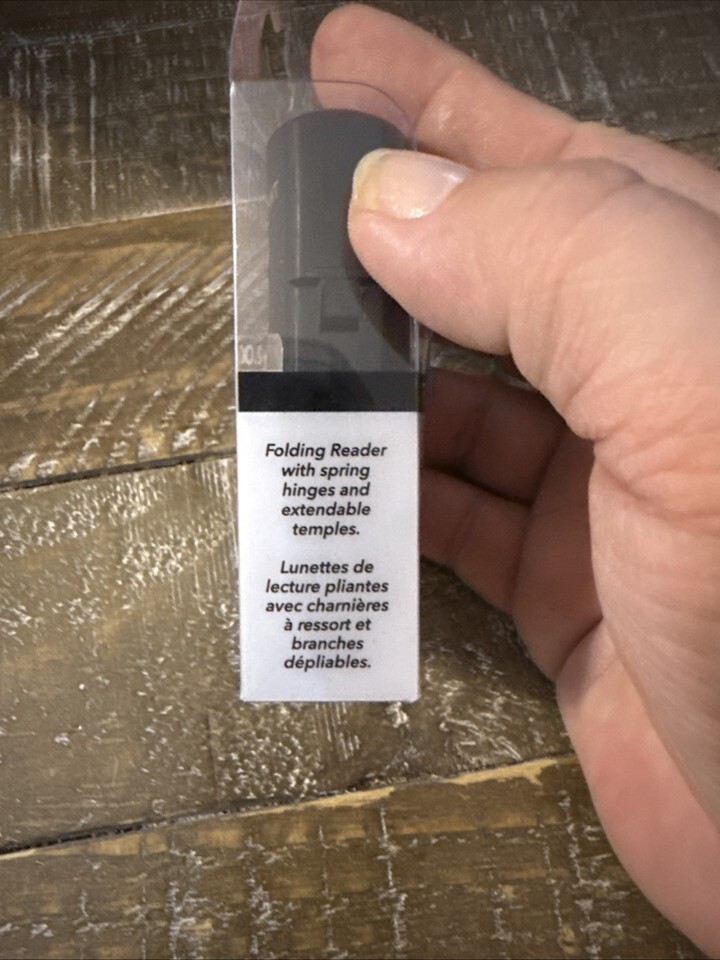 Folding Reader
with spring
hinges and
extendable
temples.
Lunettes de
lecture pliantes
avec charnières
à ressort et
branches
dépliables.